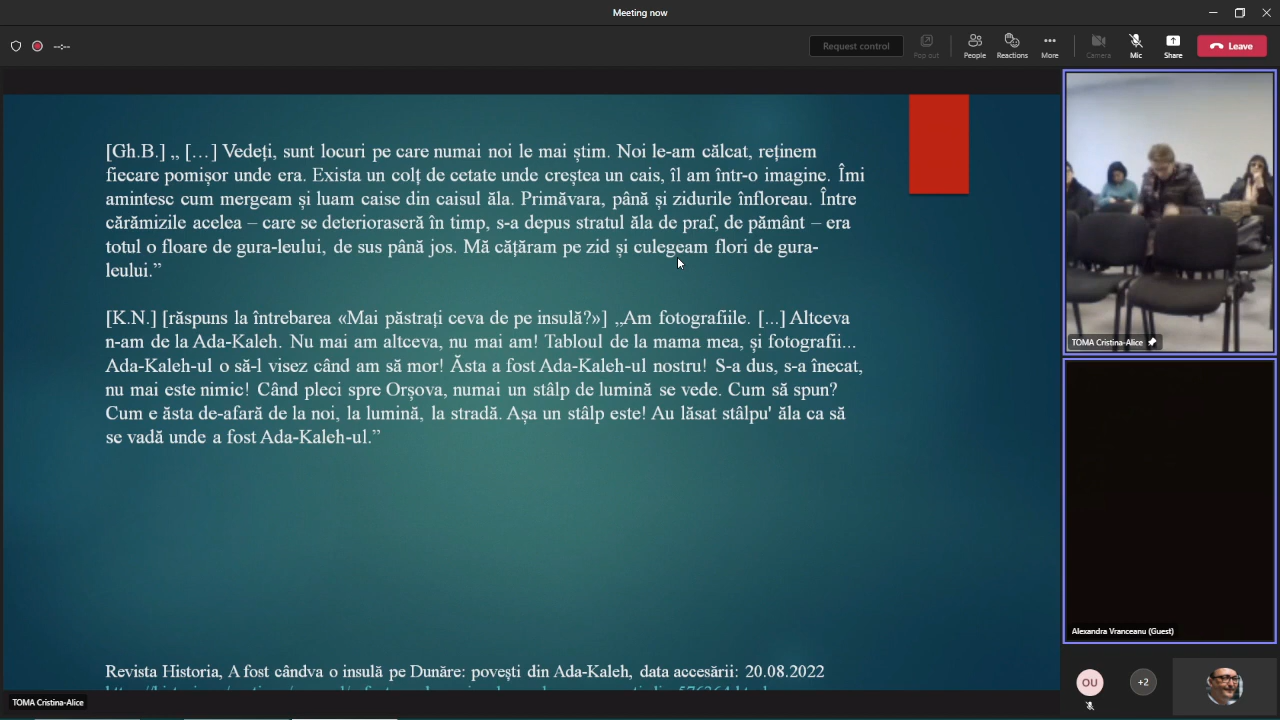 Meeting now
--:--
Request control
Pop out
People
Reactions
More
Camera
Mic
Share
Leave
[Gh.B.] „ […] Vedeți, sunt locuri pe care numai noi le mai știm. Noi le-am călcat, reținem
fiecare pomișor unde era. Exista un colț de cetate unde creștea un cais, îl am într-o imagine. Îmi
amintesc cum mergeam și luam caise din caisul ăla. Primăvara, până și zidurile înfloreau. Între
cărămizile acelea – care se deterioraseră în timp, s-a depus stratul ăla de praf, de pământ – era
totul o floare de gura-leului, de sus până jos. Mă cățăram pe zid și culegeam flori de gura-
leului.”
[K.N.] [răspuns la întrebarea «Mai păstrați ceva de pe insulă?»] „Am fotografiile. [...] Altceva
n-am de la Ada-Kaleh. Nu mai am altceva, nu mai am! Tabloul de la mama mea, și fotografii...
Ada-Kaleh-ul o să-l visez când am să mor! Ăsta a fost Ada-Kaleh-ul nostru! S-a dus, s-a înecat,
nu mai este nimic! Când pleci spre Orșova, numai un stâlp de lumină se vede. Cum să spun?
Cum e ăsta de-afară de la noi, la lumină, la stradă. Așa un stâlp este! Au lăsat stâlpu' ăla ca să
se vadă unde a fost Ada-Kaleh-ul.”
Revista Historia, A fost cândva o insulă pe Dunăre: povești din Ada-Kaleh, data accesării: 20.08.2022
TOMA Cristina-Alice
TOMA Cristina-Alice
Alexandra Vranceanu (Guest)
OU
+2